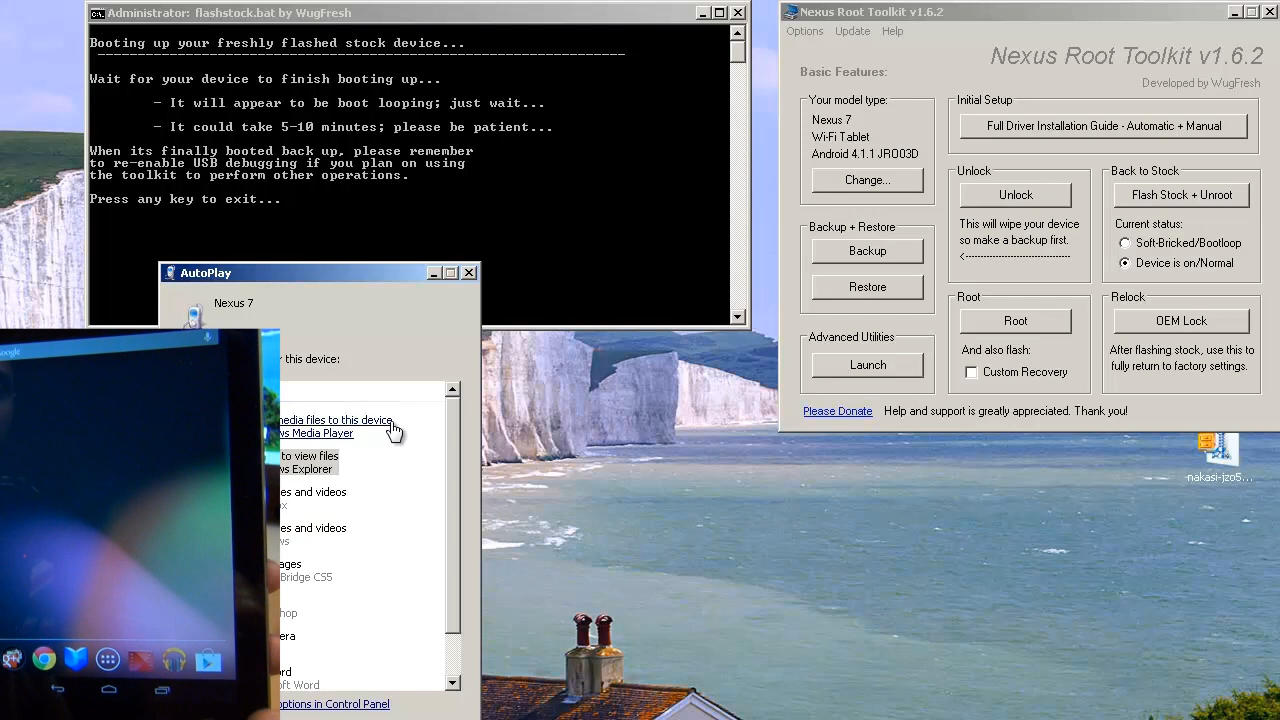 Administrator: flashstock.bat by WugFresh
Booting up your freshly flashed stock device...
Wait for your device to finish booting up...
- It will appear to be boot looping; just wait...
- It could take 5-10 minutes; please be patient...
When its finally booted back up, please remember
to re-enable USB debugging if you plan on using
the toolkit to perform other operations.
Press any key to exit...
AutoPlay
Nexus 7
this device:
media files to this device
Media Player
to view files
Explorer
and videos
and videos
Bridge CS5
Word
options in Control Panel
Nexus Root Toolkit v1.6.2
Options Update Help
Nexus Root Toolkit v1.6.2
Developed by WugFresh
Basic Features:
Your model type:
Nexus 7
Wi-Fi Tablet
Android 4.1.1 JRO03D
Change...
Backup + Restore
Backup
Restore
Advanced Utilities
Launch
Initial Setup
Full Driver Installation Guide - Automatic + Manual
Unlock
Unlock
This will wipe your device
so make a backup first.
<---------------------------
Root
Root
And also flash:
Custom Recovery
Back to Stock
Flash Stock + Unroot
Current status:
Soft-Bricked/Bootloop
Device is on/Normal
Relock
OEM Lock
After flashing stock, use this to
fully return to factory settings.
Please Donate Help and support is greatly appreciated. Thank you!
nakasi-jzo5...